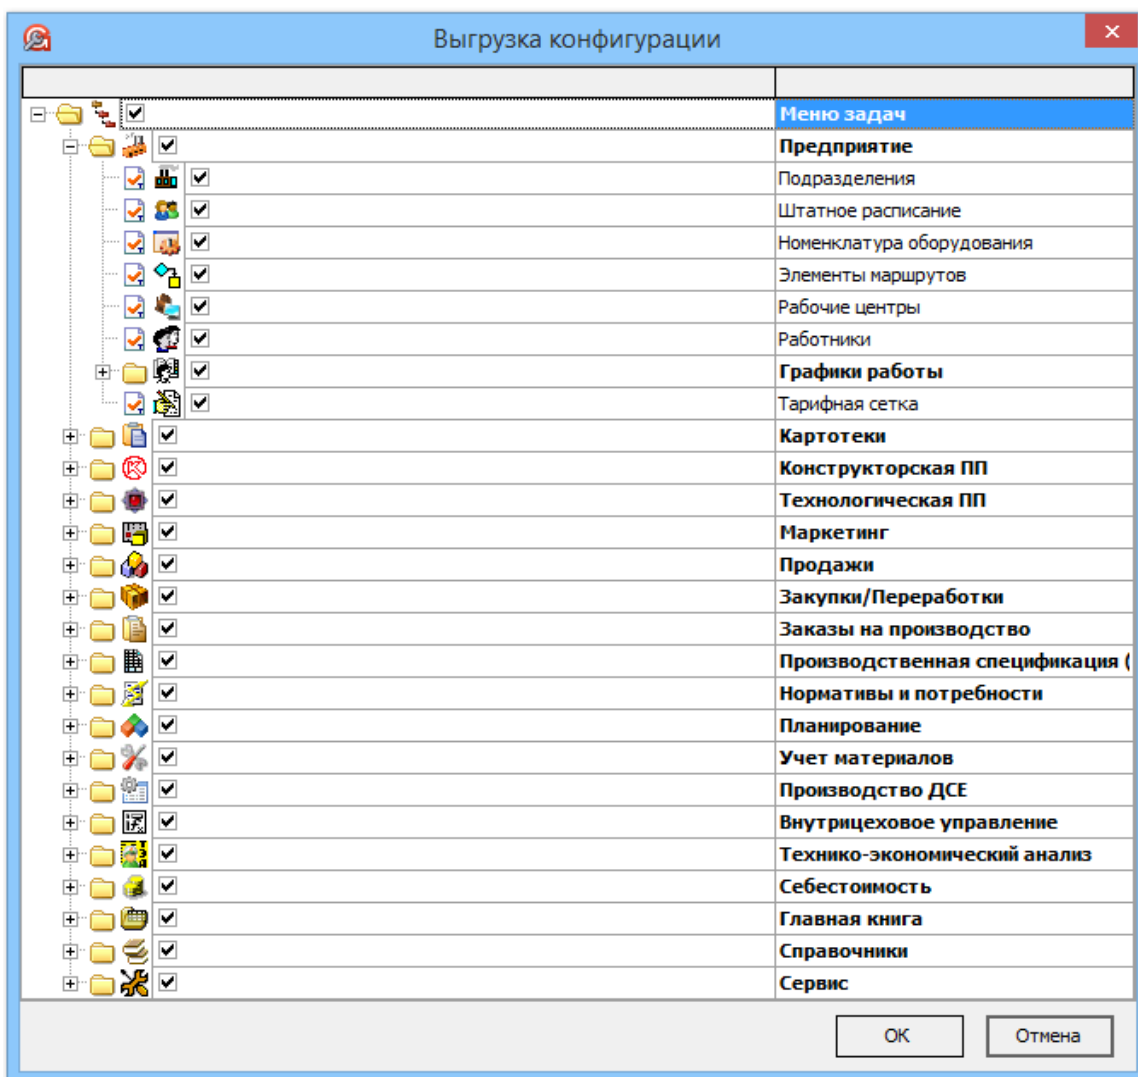 Выгрузка конфигурации
Меню задач
Предприятие
Подразделения
Штатное расписание
Номенклатура оборудования
Элементы маршрутов
Рабочие центры
Работники
Графики работы
Тарифная сетка
Картотеки
Конструкторская ПП
Технологическая ПП
Маркетинг
Продажи
Закупки/Переработки
Заказы на производство
Производственная спецификация (
Нормативы и потребности
Планирование
Учет материалов
Производство ДСЕ
Внутрицеховое управление
Технико-экономический анализ
Себестоимость
Главная книга
Справочники
Сервис
ОК Отмена